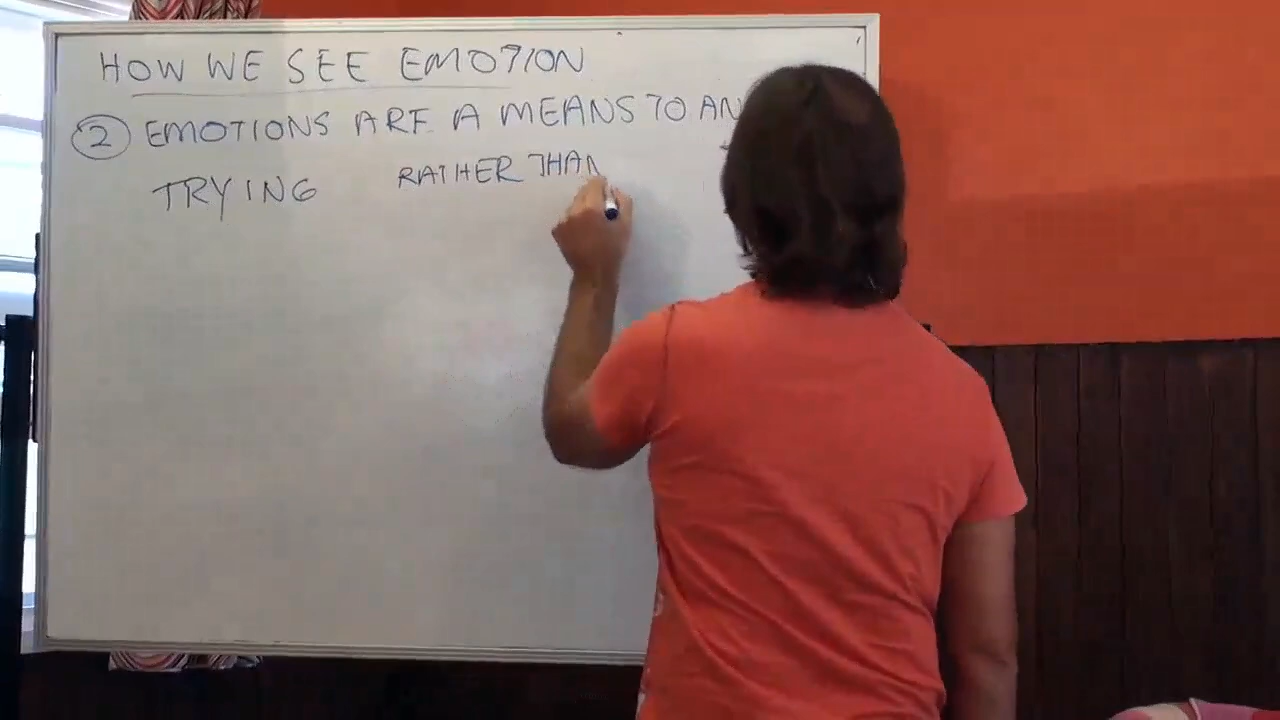 HOW WE SEE EMOTION
2 EMOTIONS ARE A MEANS TO AN
TRYING RATHER THAN